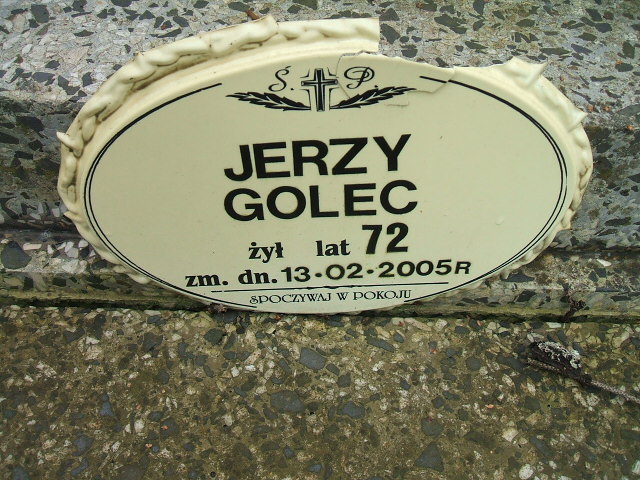 Ś. P.
JERZY
GOLEC
żył lat 72
zm. dn. 13·02·2005R
SPOCZYWAJ W POKOJU